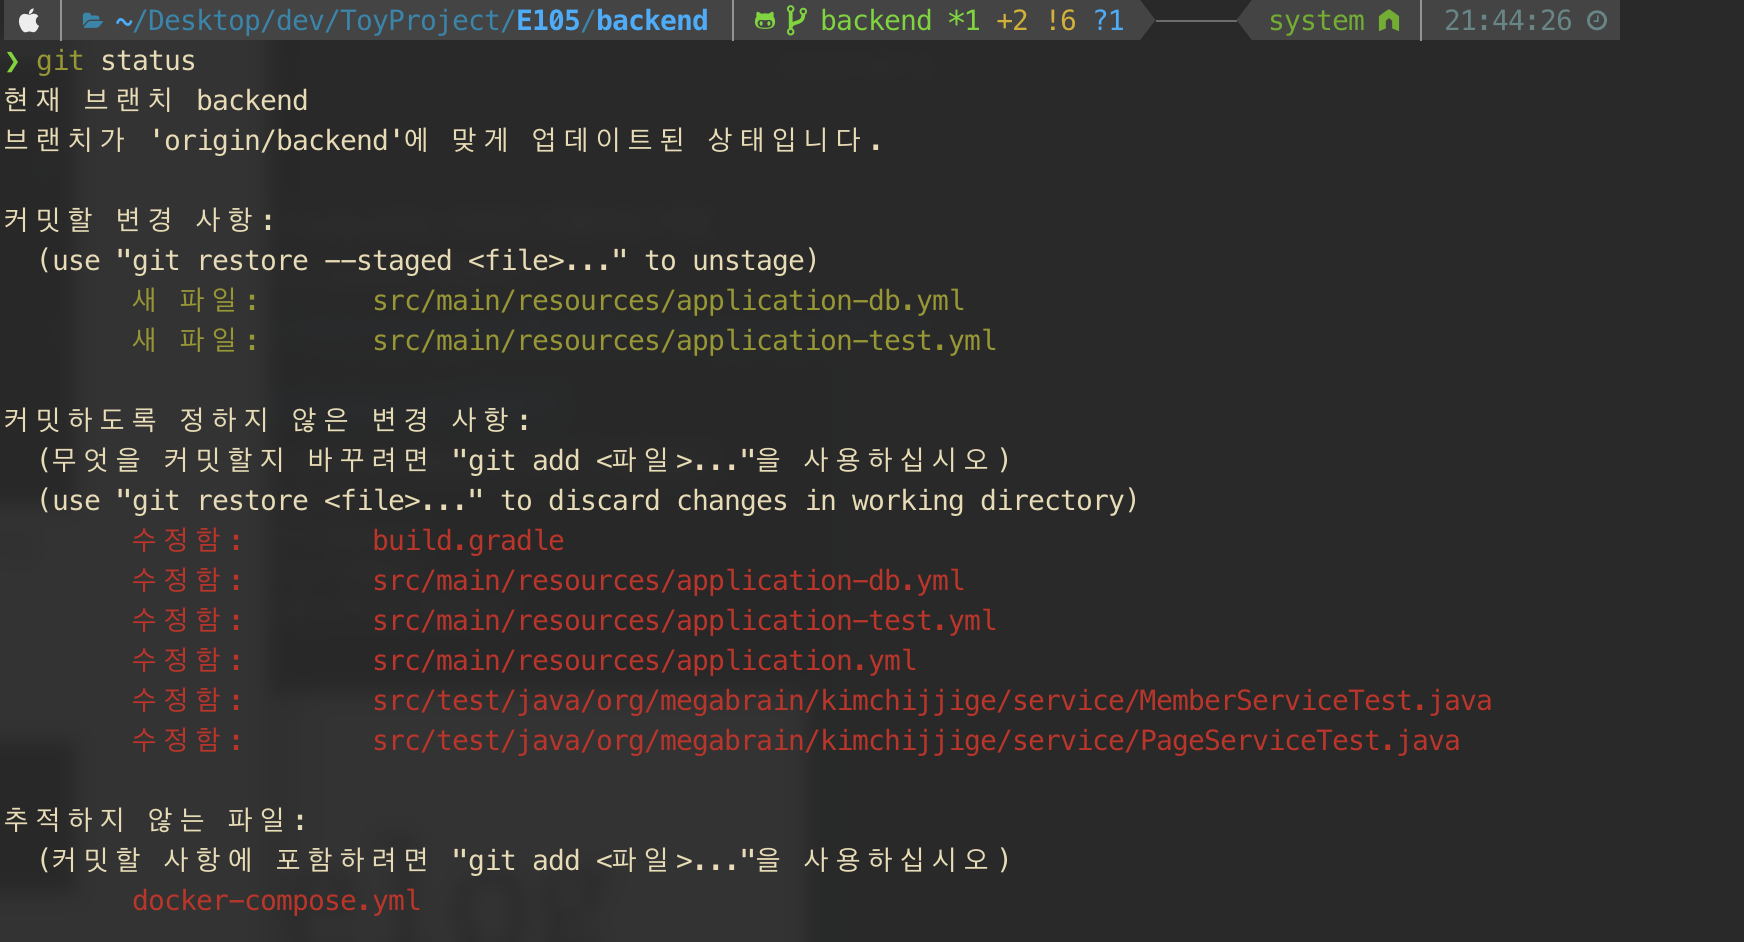 ~/Desktop/dev/ToyProject/E105/backend backend *1 +2 !6 ?1 system 21:44:26
❯ git status
현재 브랜치 backend
브랜치가 'origin/backend'에 맞게 업데이트된 상태입니다.
커밋할 변경 사항:
(use "git restore --staged <file>..." to unstage)
새 파일: src/main/resources/application-db.yml
새 파일: src/main/resources/application-test.yml
커밋하도록 정하지 않은 변경 사항:
(무엇을 커밋할지 바꾸려면 "git add <파일>..."을 사용하십시오)
(use "git restore <file>..." to discard changes in working directory)
수정함: build.gradle
수정함: src/main/resources/application-db.yml
수정함: src/main/resources/application-test.yml
수정함: src/main/resources/application.yml
수정함: src/test/java/org/megabrain/kimchijjige/service/MemberServiceTest.java
수정함: src/test/java/org/megabrain/kimchijjige/service/PageServiceTest.java
추적하지 않는 파일:
(커밋할 사항에 포함하려면 "git add <파일>..."을 사용하십시오)
docker-compose.yml